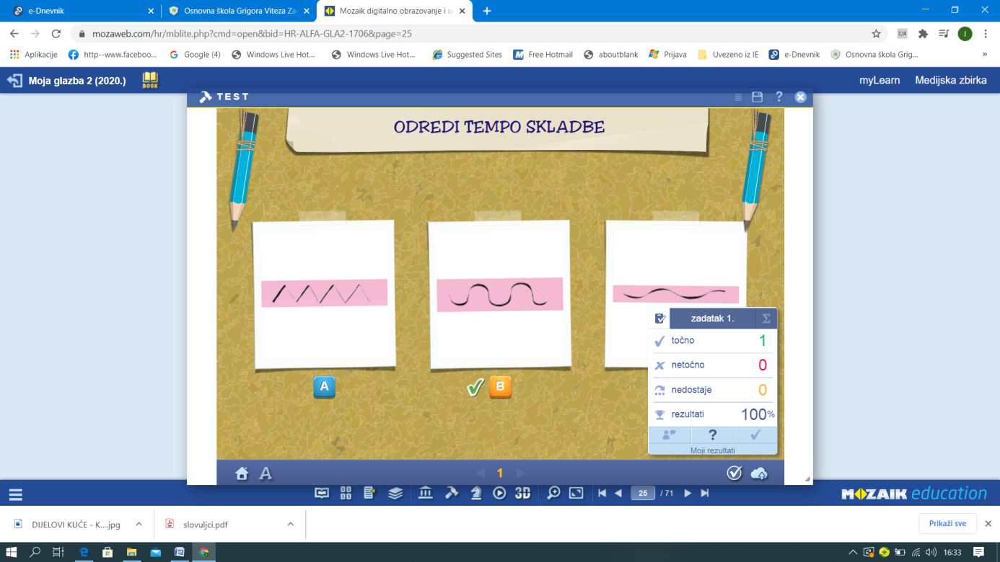 e-Dnevnik
Osnovna škola Grigora Viteza Za
Mozaik digitalno obrazovanje i u
mozaweb.com/hr/mblite.php?cmd=open&bid=HR-ALFA-GLA2-1706&page=25
3,14
I
Aplikacije
http--www.faceboo...
Google (4)
Windows Live Hot...
Windows Live Hot...
Suggested Sites
Free Hotmail
aboutblank
Prijava
Uvezeno iz IE
e-Dnevnik
Osnovna škola Grig...
»
Moja glazba 2 (2020.)
BOOK
myLearn
Medijska zbirka
TEST
?
ODREDI TEMPO SKLADBE
zadatak 1.
Σ
točno 1
netočno 0
nedostaje 0
rezultati 100%
?
Moji rezultati
A
B
A
1
3D
25 / 71
MOZAIK education
DIJELOVI KUĆE - K....jpg
slovuljci.pdf
Prikaži sve
16:33